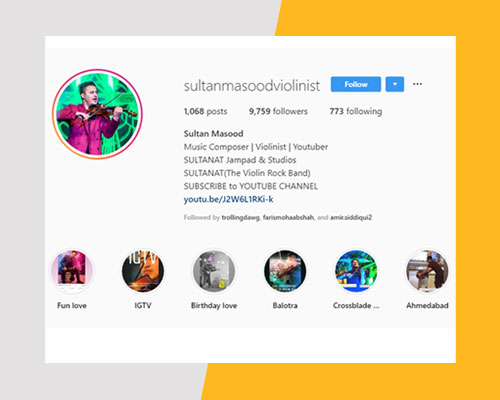 sultanmasoodviolinist Follow
1,068 posts 9,759 followers 773 following
Sultan Masood
Music Composer | Violinist | Youtuber
SULTANAT Jampad & Studios
SULTANAT(The Violin Rock Band)
SUBSCRIBE to YOUTUBE CHANNEL
youtu.be/J2W6L1RKi-k
Followed by trollingdawg, farismohaabshah, and amir.siddiqui2
IGTV
Fun love IGTV Birthday love Balotra Crossblade ... Ahmedabad